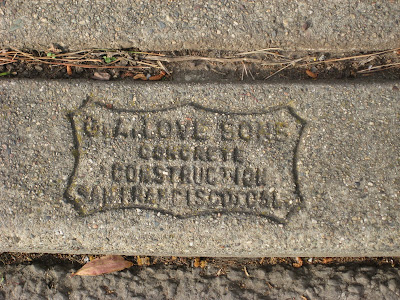 LOVE SONS
CONCRETE
CONSTRUCTION
SAN FRANCISCO CAL.